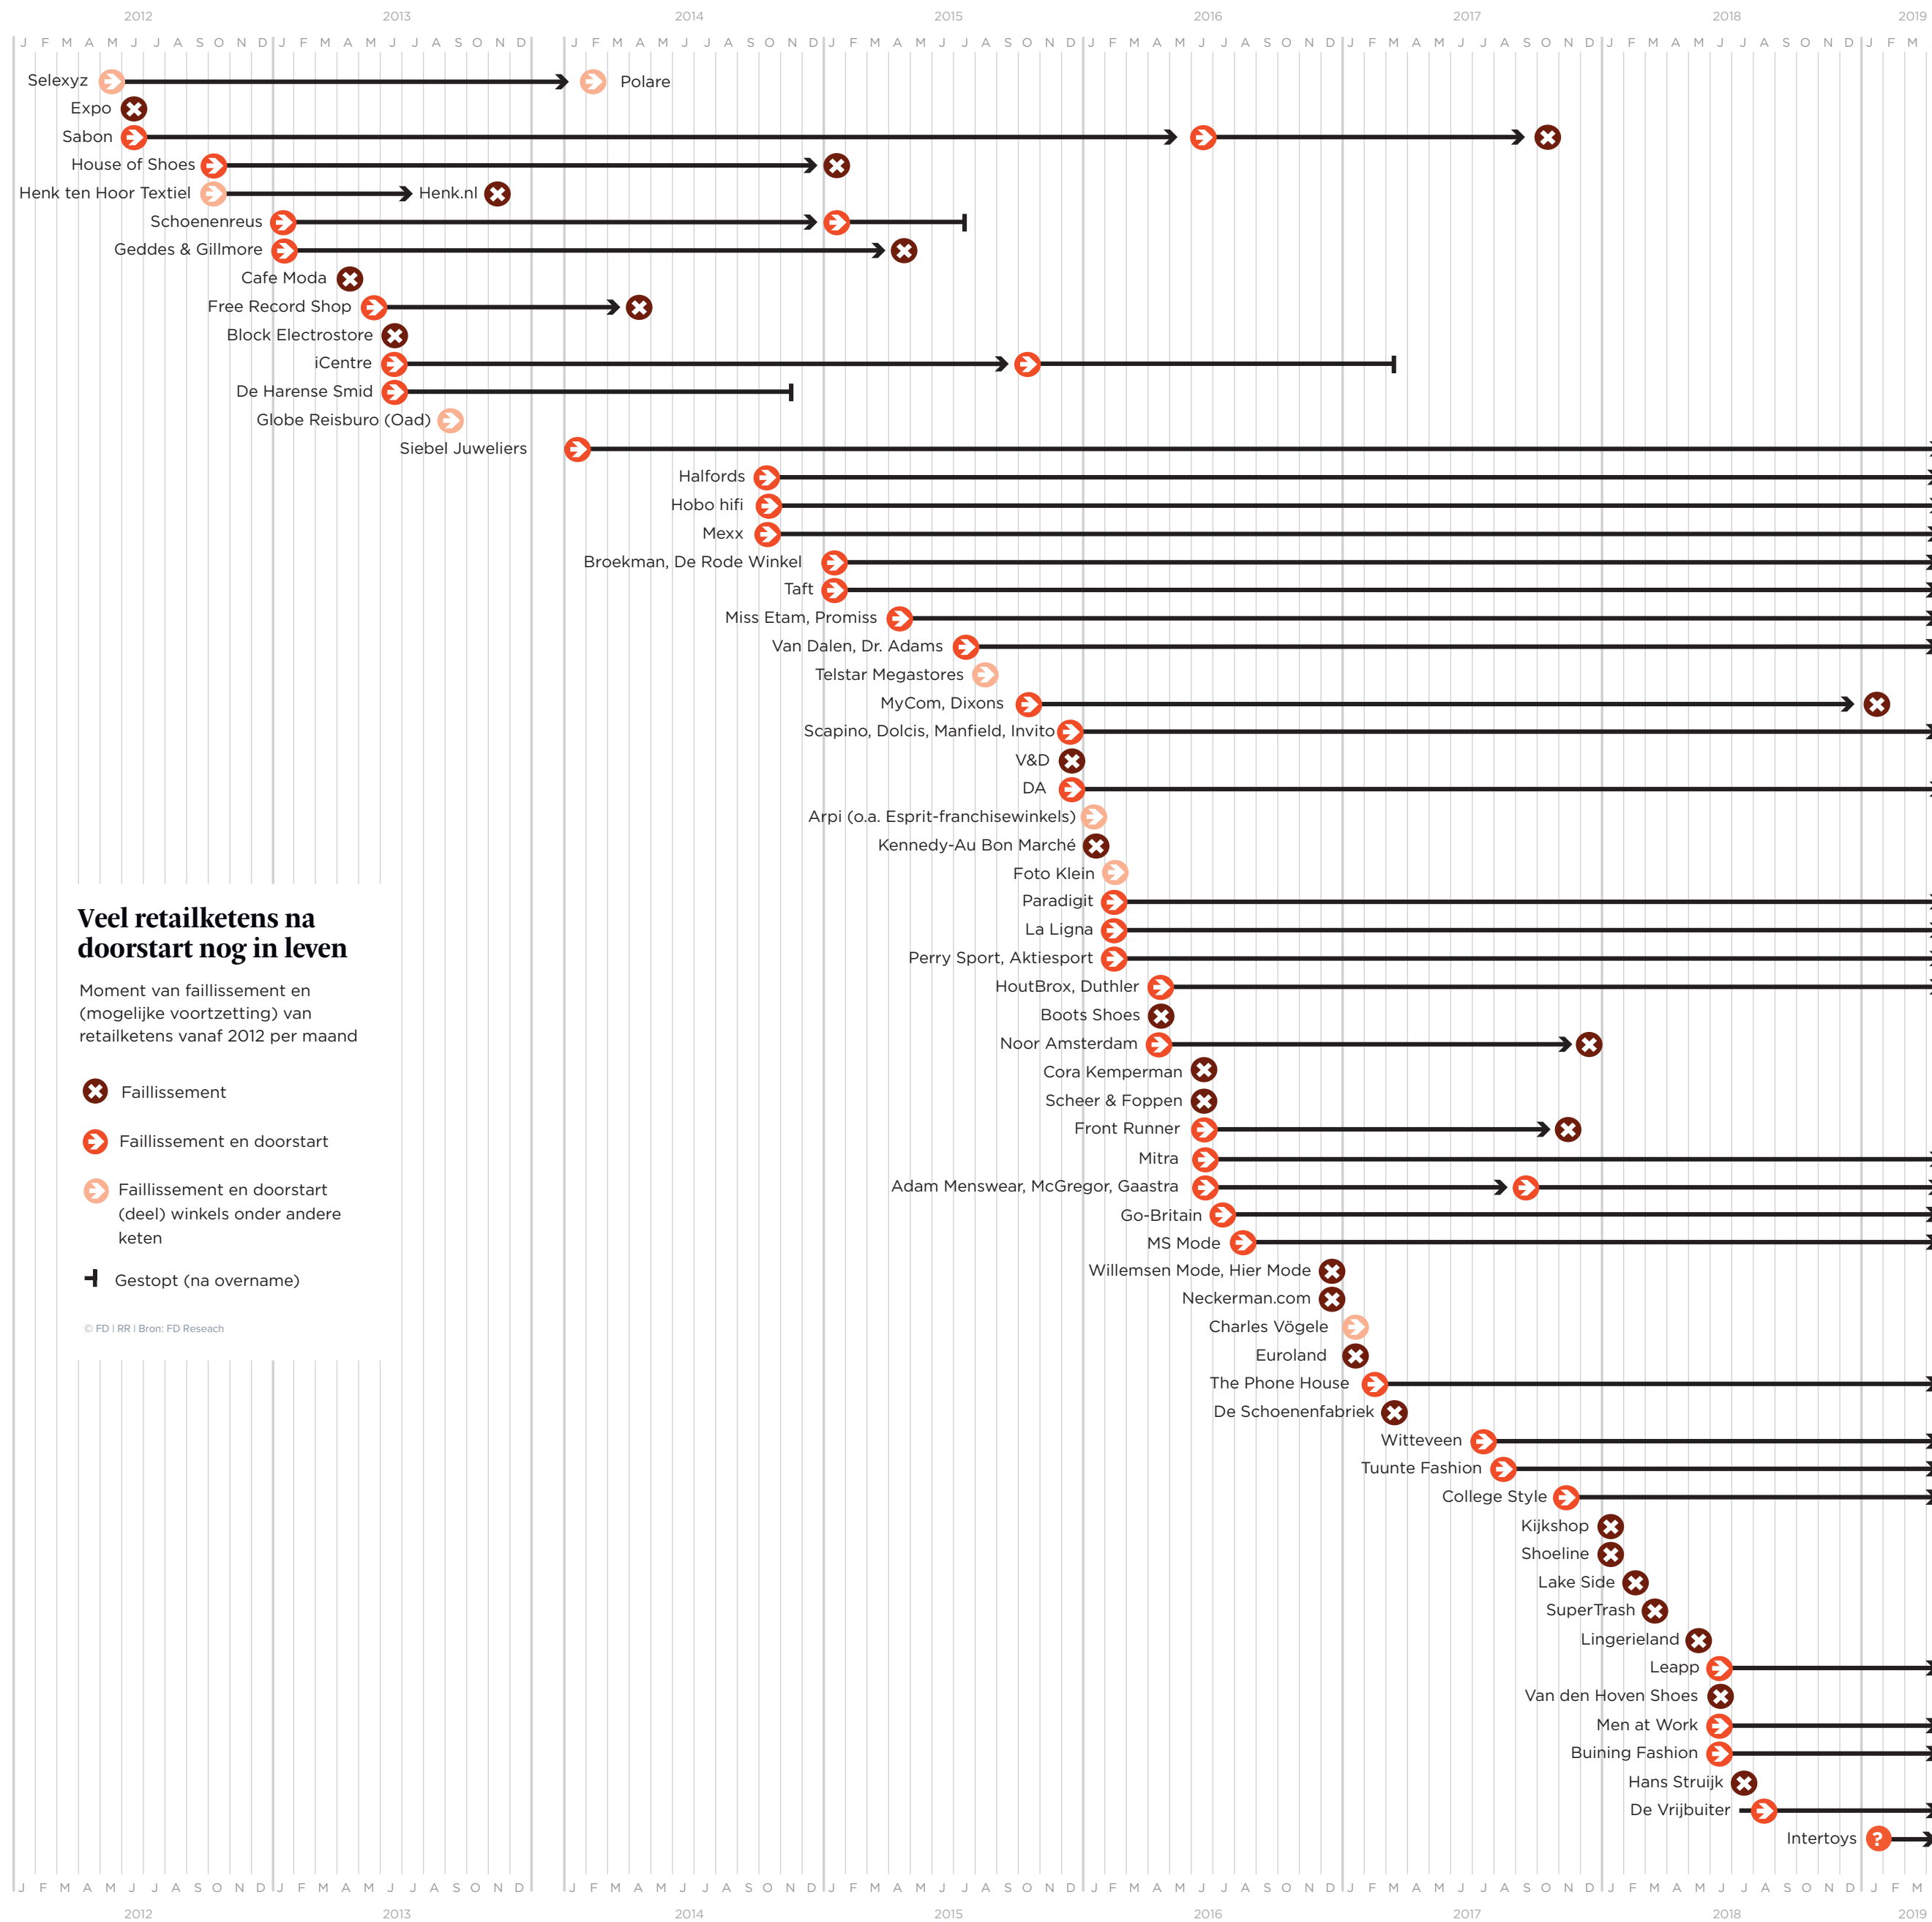 2012 2013 2014 2015 2016 2017 2018 2019
J F M A M J J A S O N D J F M A M J J A S O N D J F M A M J J A S O N D J F M A M J J A S O N D J F M A M J J A S O N D J F M A M J J A S O N D J F M A M J J A S O N D J F M
Selexyz Polare
Expo
Sabon
House of Shoes
Henk ten Hoor Textiel Henk.nl
Schoenenreus
Geddes & Gillmore
Cafe Moda
Free Record Shop
Block Electrostore
iCentre
De Harense Smid
Globe Reisburo (Oad)
Siebel Juweliers
Halfords
Hobo hifi
Mexx
Broekman, De Rode Winkel
Taft
Miss Etam, Promiss
Van Dalen, Dr. Adams
Telstar Megastores
MyCom, Dixons
Scapino, Dolcis, Manfield, Invito
V&D
DA
Arpi (o.a. Esprit-franchisewinkels)
Kennedy-Au Bon Marché
Foto Klein
Paradigit
La Ligna
Perry Sport, Aktiesport
HoutBrox, Duthler
Boots Shoes
Noor Amsterdam
Cora Kemperman
Scheer & Foppen
Front Runner
Mitra
Adam Menswear, McGregor, Gaastra
Go-Britain
MS Mode
Willemsen Mode, Hier Mode
Neckerman.com
Charles Vögele
Euroland
The Phone House
De Schoenenfabriek
Witteveen
Tuunte Fashion
College Style
Kijkshop
Shoeline
Lake Side
SuperTrash
Lingerieland
Leapp
Van den Hoven Shoes
Men at Work
Buining Fashion
Hans Struijk
De Vrijbuiter
Intertoys ?
Veel retailketens na
doorstart nog in leven
Moment van faillissement en
(mogelijke voortzetting) van
retailketens vanaf 2012 per maand
Faillissement
Faillissement en doorstart
Faillissement en doorstart
(deel) winkels onder andere
keten
Gestopt (na overname)
© FD | RR | Bron: FD Reseach
J F M A M J J A S O N D J F M A M J J A S O N D J F M A M J J A S O N D J F M A M J J A S O N D J F M A M J J A S O N D J F M A M J J A S O N D J F M A M J J A S O N D J F M
2012 2013 2014 2015 2016 2017 2018 2019